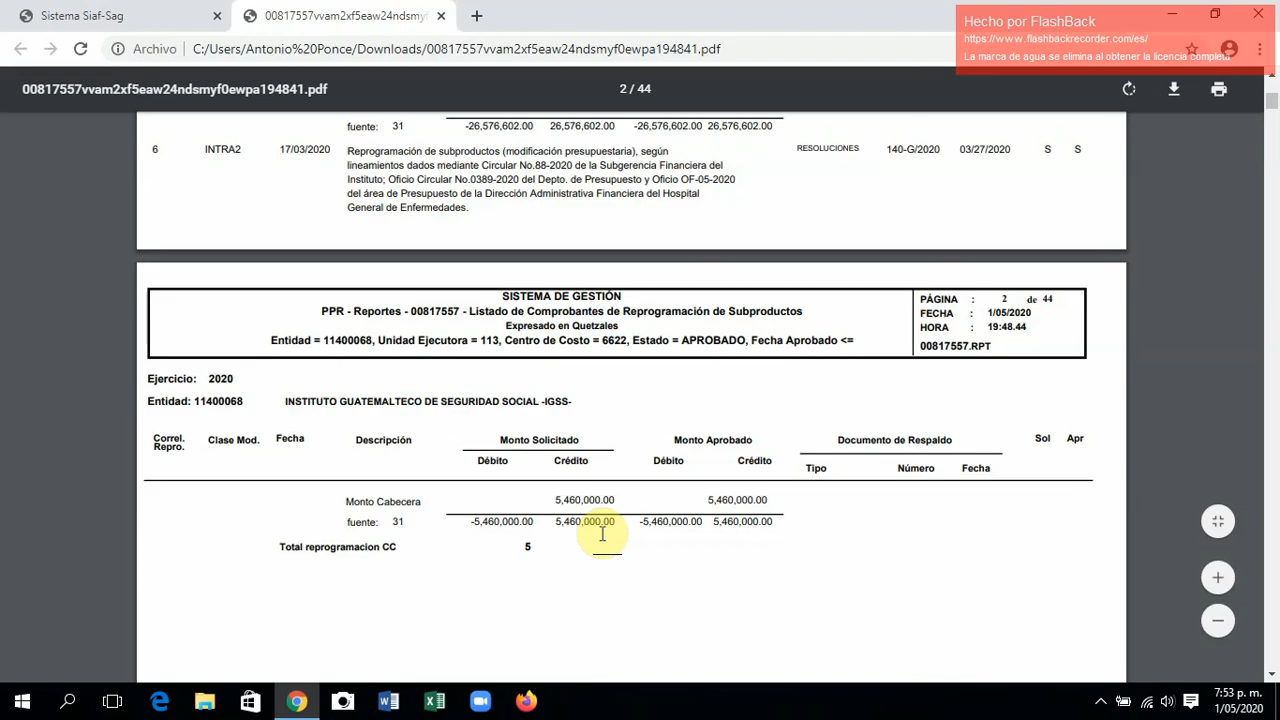 Sistema Siaf-Sag
00817557vvam2xf5eaw24ndsmyf
Hecho por FlashBack
https://www.flashbackrecorder.com/es/
La marca de agua se elimina al obtener la licencia completa
Archivo
C:/Users/Antonio%20Ponce/Downloads/00817557vvam2xf5eaw24ndsmyf0ewpa194841.pdf
00817557vvam2xf5eaw24ndsmyf0ewpa194841.pdf
2 / 44
fuente: 31 -26,576,602.00 26,576,602.00 -26,576,602.00 26,576,602.00
6 INTRA2 17/03/2020 Reprogramación de subproductos (modificación presupuestaria), según RESOLUCIONES 140-G/2020 03/27/2020 S S
lineamientos dados mediante Circular No.88-2020 de la Subgerencia Financiera del
Instituto; Oficio Circular No.0389-2020 del Depto. de Presupuesto y Oficio OF-05-2020
del área de Presupuesto de la Dirección Administrativa Financiera del Hospital
General de Enfermedades.
SISTEMA DE GESTIÓN
PPR - Reportes - 00817557 - Listado de Comprobantes de Reprogramación de Subproductos
Expresado en Quetzales
Entidad = 11400068, Unidad Ejecutora = 113, Centro de Costo = 6622, Estado = APROBADO, Fecha Aprobado <=
PÁGINA : 2 de 44
FECHA : 1/05/2020
HORA : 19:48.44
00817557.RPT
Ejercicio: 2020
Entidad: 11400068 INSTITUTO GUATEMALTECO DE SEGURIDAD SOCIAL -IGSS-
Correl. Repro. Clase Mod. Fecha Descripción Monto Solicitado Monto Aprobado Documento de Respaldo Sol Apr
Débito Crédito Débito Crédito Tipo Número Fecha
Monto Cabecera 5,460,000.00 5,460,000.00
fuente: 31 -5,460,000.00 5,460,000.00 -5,460,000.00 5,460,000.00
Total reprogramacion CC 5
7:53 p. m.
1/05/2020